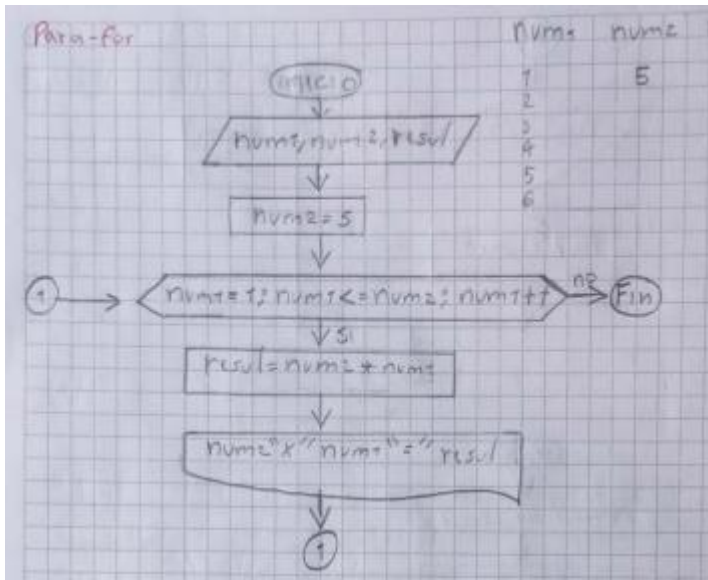 Para-for
num1 num2
inicio
1 5
2
num1, num2, resul
3
4
5
num2=5
6
1
num1=1; num1<=num2; num1++
no
Fin
si
resul=num2 * num1
num2"x"num1"="resul
1